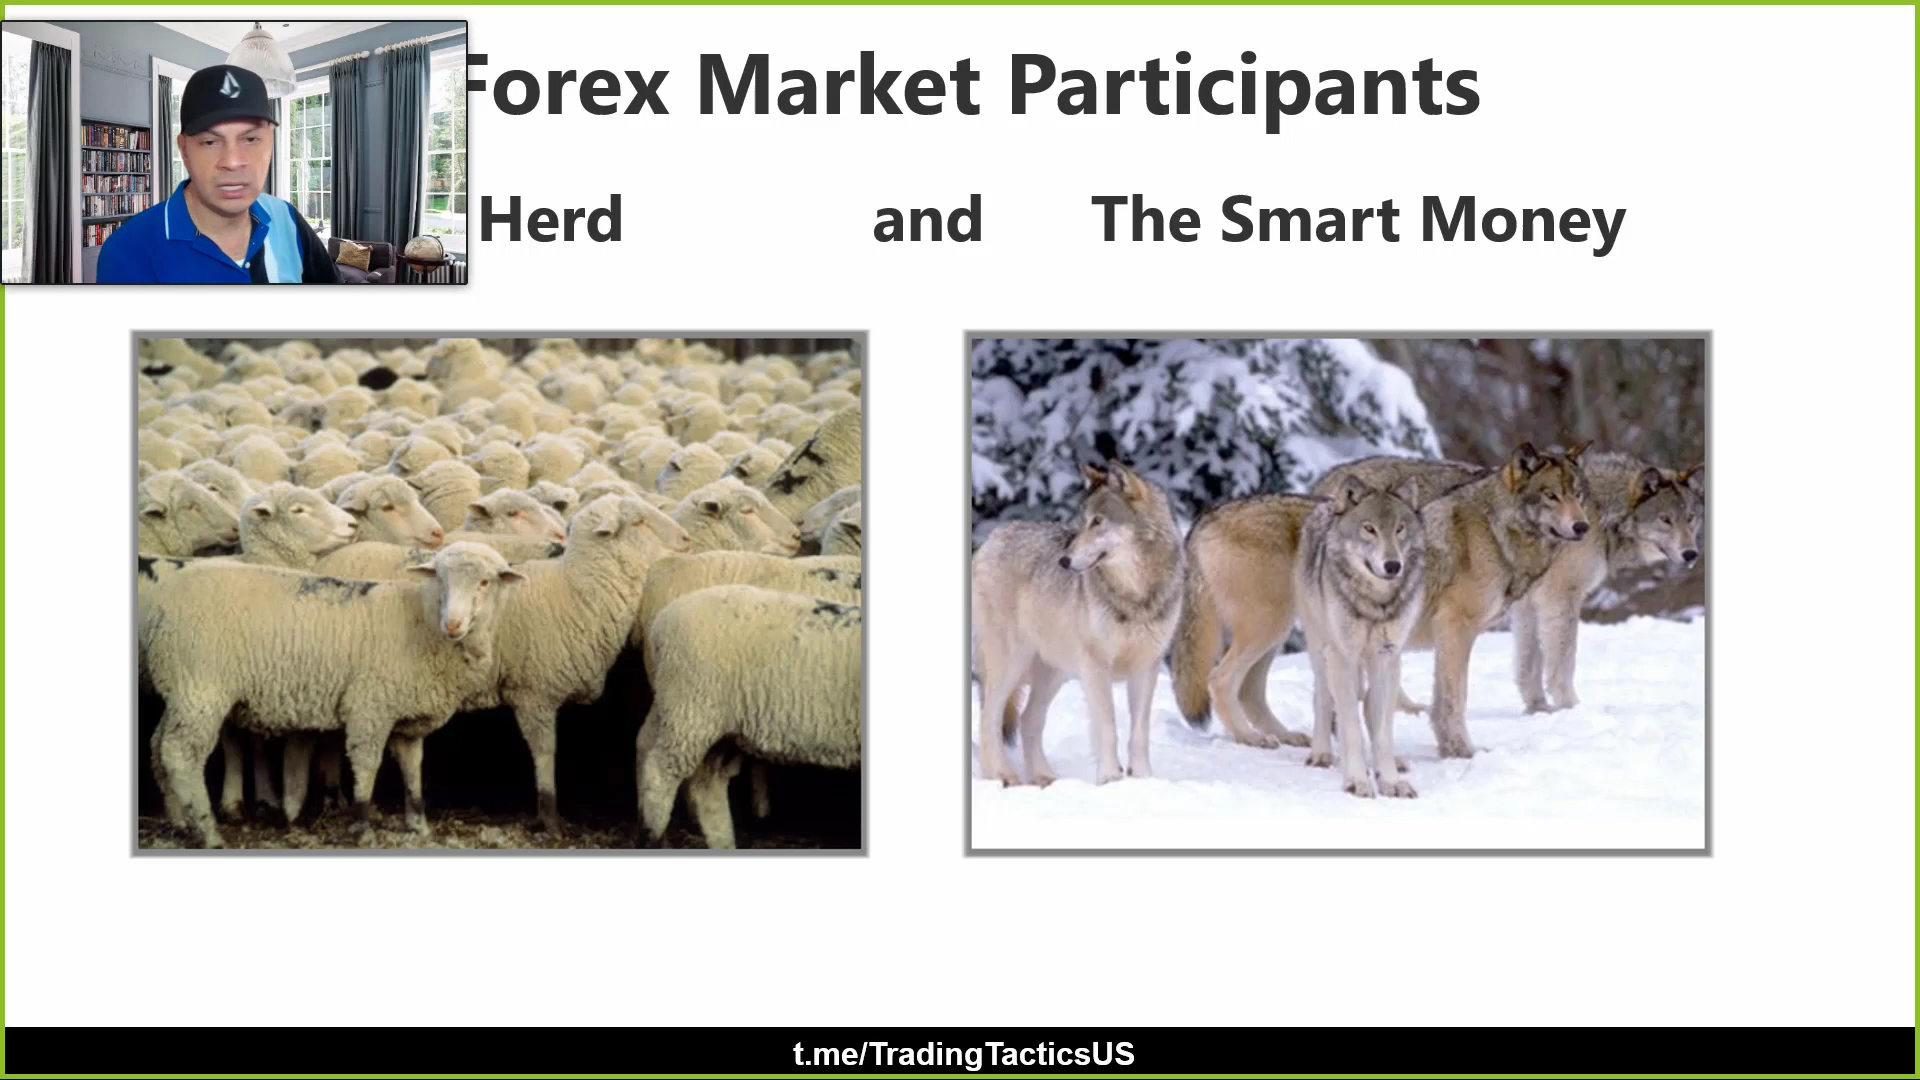 Forex Market Participants
Herd and The Smart Money
t.me/TradingTacticsUS